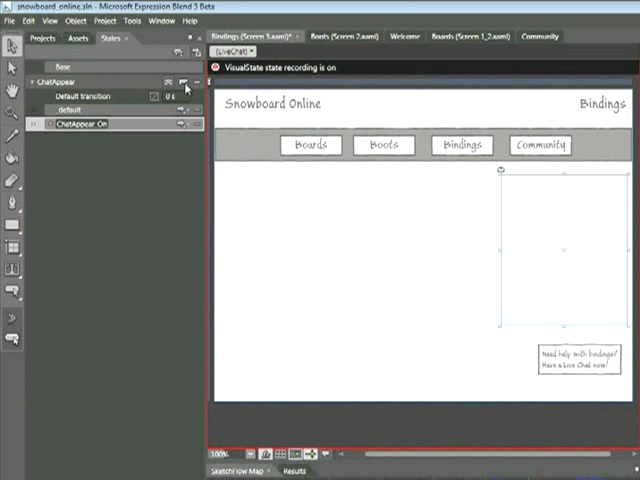 snowboard_online.sln - Microsoft Expression Blend 3 Beta
File Edit View Object Project Tools Window Help
Projects Assets States ×
Bindings (Screen 3.xaml)* × Boots (Screen 2.xaml) Welcome Boards (Screen 1_2.xaml) Community
[LiveChat]
Base
VisualState state recording is on
ChatAppear
Default transition 0 s
default
ChatAppear On
Snowboard Online Bindings
Boards Boots Bindings Community
Need help with bindings?
Have a Live Chat now!
100%
SketchFlow Map × Results